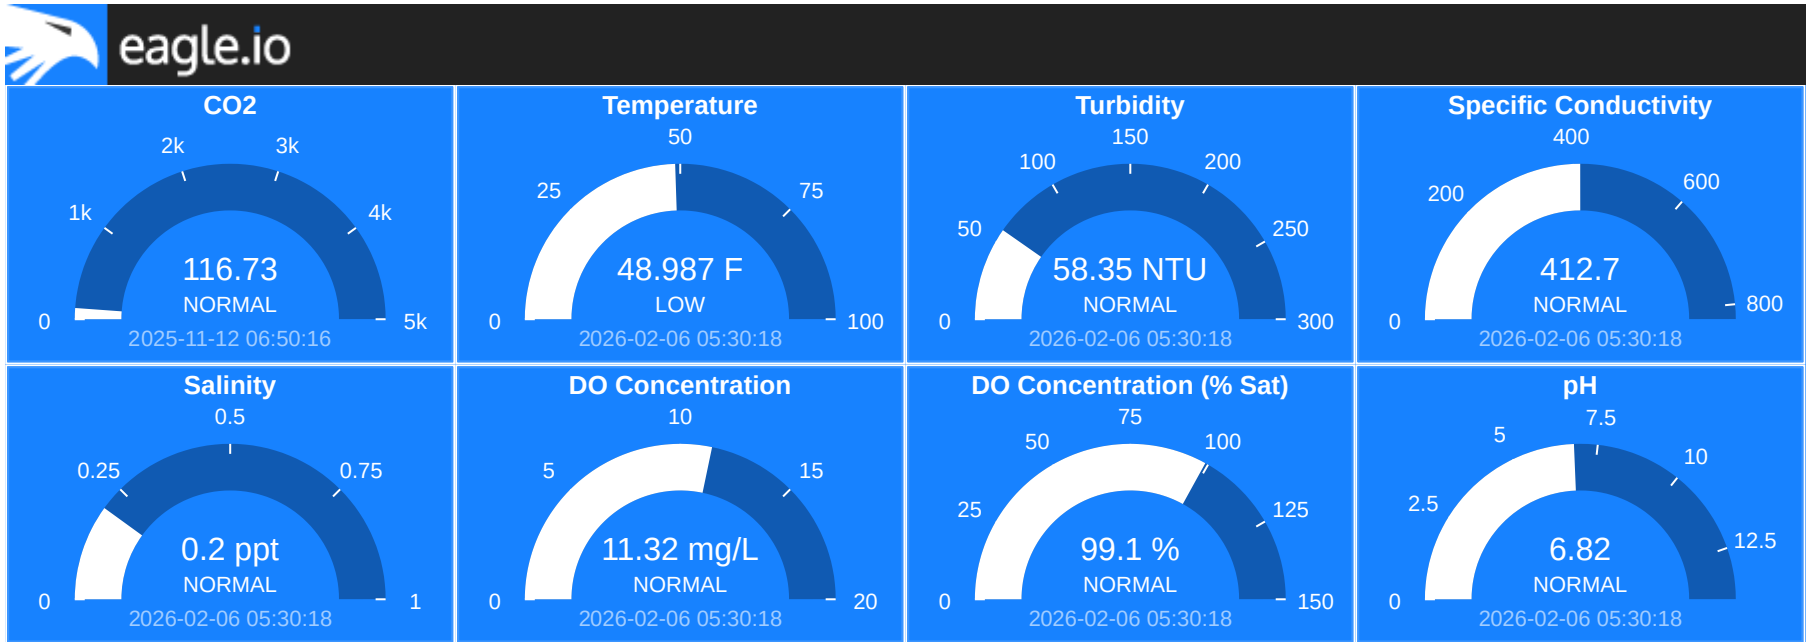 eagle.io
CO2
0
1k
2k
3k
4k
5k
116.73
NORMAL
2025-11-12 06:50:16
Temperature
0
25
50
75
100
48.987 F
LOW
2026-02-06 05:30:18
Turbidity
0
50
100
150
200
250
300
58.35 NTU
NORMAL
2026-02-06 05:30:18
Specific Conductivity
0
200
400
600
800
412.7
NORMAL
2026-02-06 05:30:18
Salinity
0
0.25
0.5
0.75
1
0.2 ppt
NORMAL
2026-02-06 05:30:18
DO Concentration
0
5
10
15
20
11.32 mg/L
NORMAL
2026-02-06 05:30:18
DO Concentration (% Sat)
0
25
50
75
100
125
150
99.1 %
NORMAL
2026-02-06 05:30:18
pH
0
2.5
5
7.5
10
12.5
6.82
NORMAL
2026-02-06 05:30:18